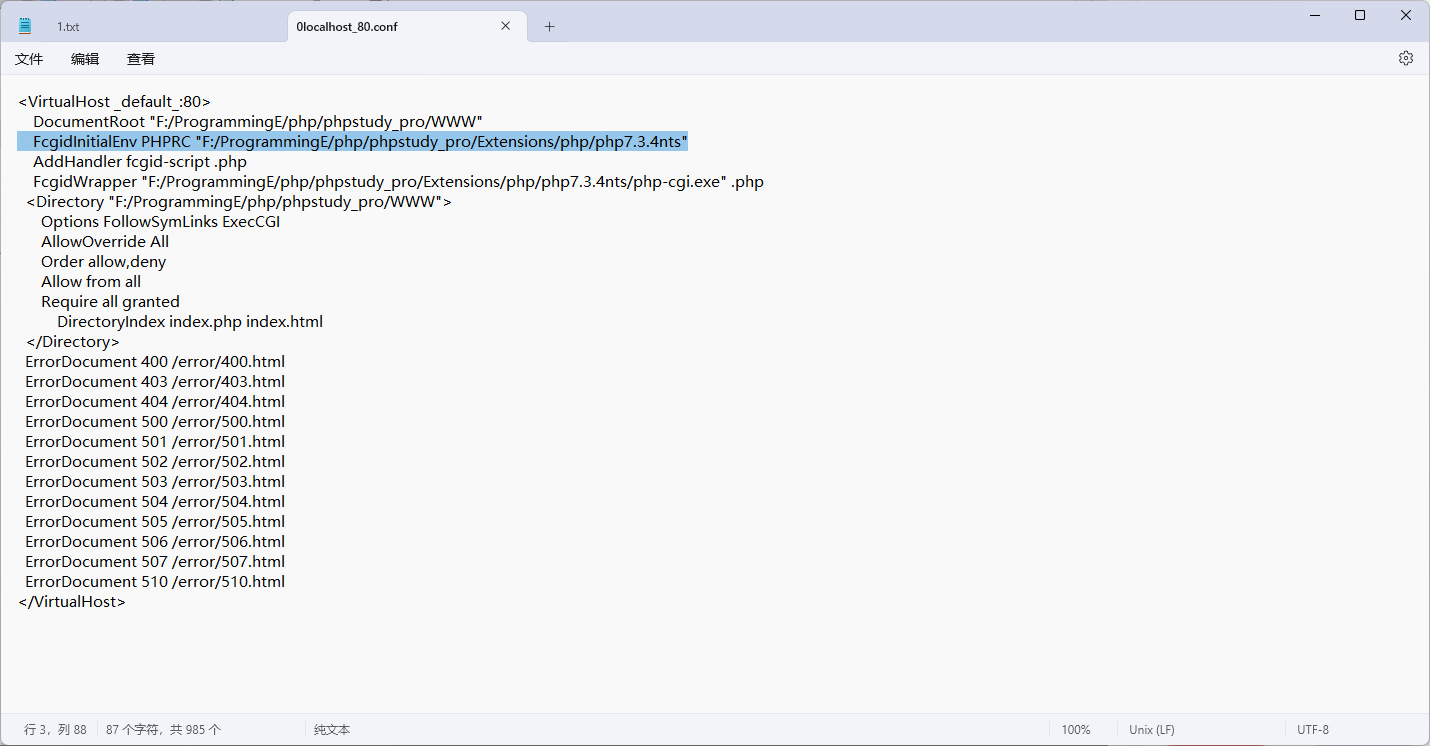 1.txt
0localhost_80.conf
文件 编辑 查看
<VirtualHost _default_:80>
DocumentRoot "F:/ProgrammingE/php/phpstudy_pro/WWW"
FcgidInitialEnv PHPRC "F:/ProgrammingE/php/phpstudy_pro/Extensions/php/php7.3.4nts"
AddHandler fcgid-script .php
FcgidWrapper "F:/ProgrammingE/php/phpstudy_pro/Extensions/php/php7.3.4nts/php-cgi.exe" .php
<Directory "F:/ProgrammingE/php/phpstudy_pro/WWW">
Options FollowSymLinks ExecCGI
AllowOverride All
Order allow,deny
Allow from all
Require all granted
DirectoryIndex index.php index.html
</Directory>
ErrorDocument 400 /error/400.html
ErrorDocument 403 /error/403.html
ErrorDocument 404 /error/404.html
ErrorDocument 500 /error/500.html
ErrorDocument 501 /error/501.html
ErrorDocument 502 /error/502.html
ErrorDocument 503 /error/503.html
ErrorDocument 504 /error/504.html
ErrorDocument 505 /error/505.html
ErrorDocument 506 /error/506.html
ErrorDocument 507 /error/507.html
ErrorDocument 510 /error/510.html
</VirtualHost>
行 3，列 88 87 个字符，共 985 个 纯文本 100% Unix (LF) UTF-8